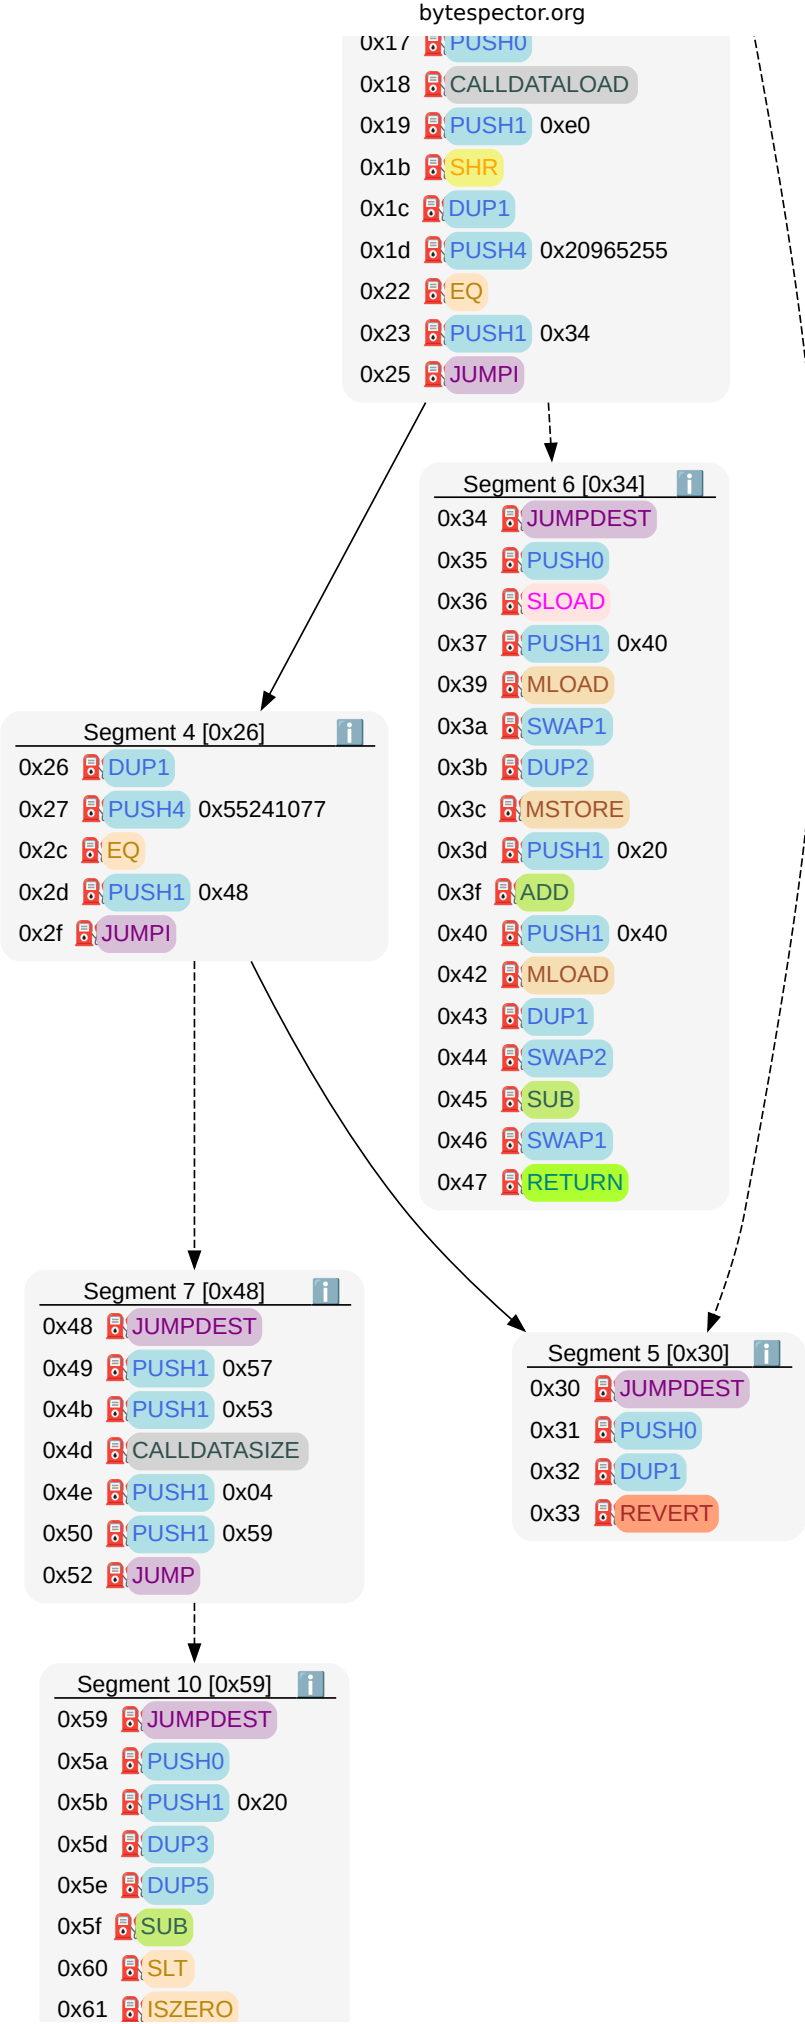 bytespector.org
0x17 PUSH0
0x18 CALLDATALOAD
0x19 PUSH1 0xe0
0x1b SHR
0x1c DUP1
0x1d PUSH4 0x20965255
0x22 EQ
0x23 PUSH1 0x34
0x25 JUMPI
Segment 6 [0x34]
0x34 JUMPDEST
0x35 PUSH0
0x36 SLOAD
0x37 PUSH1 0x40
0x39 MLOAD
0x3a SWAP1
0x3b DUP2
0x3c MSTORE
0x3d PUSH1 0x20
0x3f ADD
0x40 PUSH1 0x40
0x42 MLOAD
0x43 DUP1
0x44 SWAP2
0x45 SUB
0x46 SWAP1
0x47 RETURN
Segment 4 [0x26]
0x26 DUP1
0x27 PUSH4 0x55241077
0x2c EQ
0x2d PUSH1 0x48
0x2f JUMPI
Segment 7 [0x48]
0x48 JUMPDEST
0x49 PUSH1 0x57
0x4b PUSH1 0x53
0x4d CALLDATASIZE
0x4e PUSH1 0x04
0x50 PUSH1 0x59
0x52 JUMP
Segment 5 [0x30]
0x30 JUMPDEST
0x31 PUSH0
0x32 DUP1
0x33 REVERT
Segment 10 [0x59]
0x59 JUMPDEST
0x5a PUSH0
0x5b PUSH1 0x20
0x5d DUP3
0x5e DUP5
0x5f SUB
0x60 SLT
0x61 ISZERO